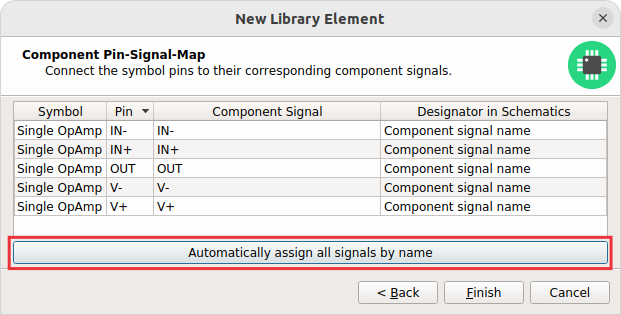 New Library Element
Component Pin-Signal-Map
Connect the symbol pins to their corresponding component signals.
Symbol Pin Component Signal Designator in Schematics
Single OpAmp IN- IN- Component signal name
Single OpAmp IN+ IN+ Component signal name
Single OpAmp OUT OUT Component signal name
Single OpAmp V- V- Component signal name
Single OpAmp V+ V+ Component signal name
Automatically assign all signals by name
< Back Finish Cancel